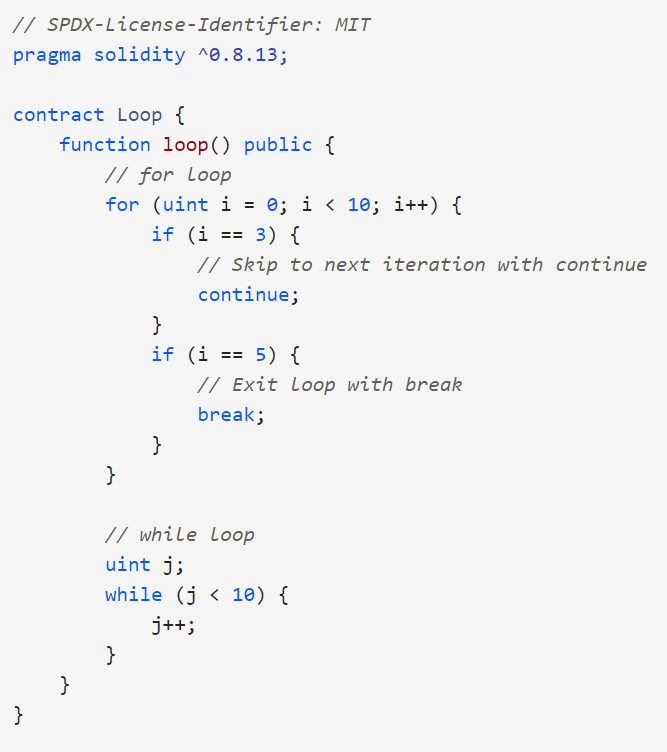 // SPDX-License-Identifier: MIT
pragma solidity ^0.8.13;

contract Loop {
    function loop() public {
        // for loop
        for (uint i = 0; i < 10; i++) {
            if (i == 3) {
                // Skip to next iteration with continue
                continue;
            }
            if (i == 5) {
                // Exit loop with break
                break;
            }
        }

        // while loop
        uint j;
        while (j < 10) {
            j++;
        }
    }
}